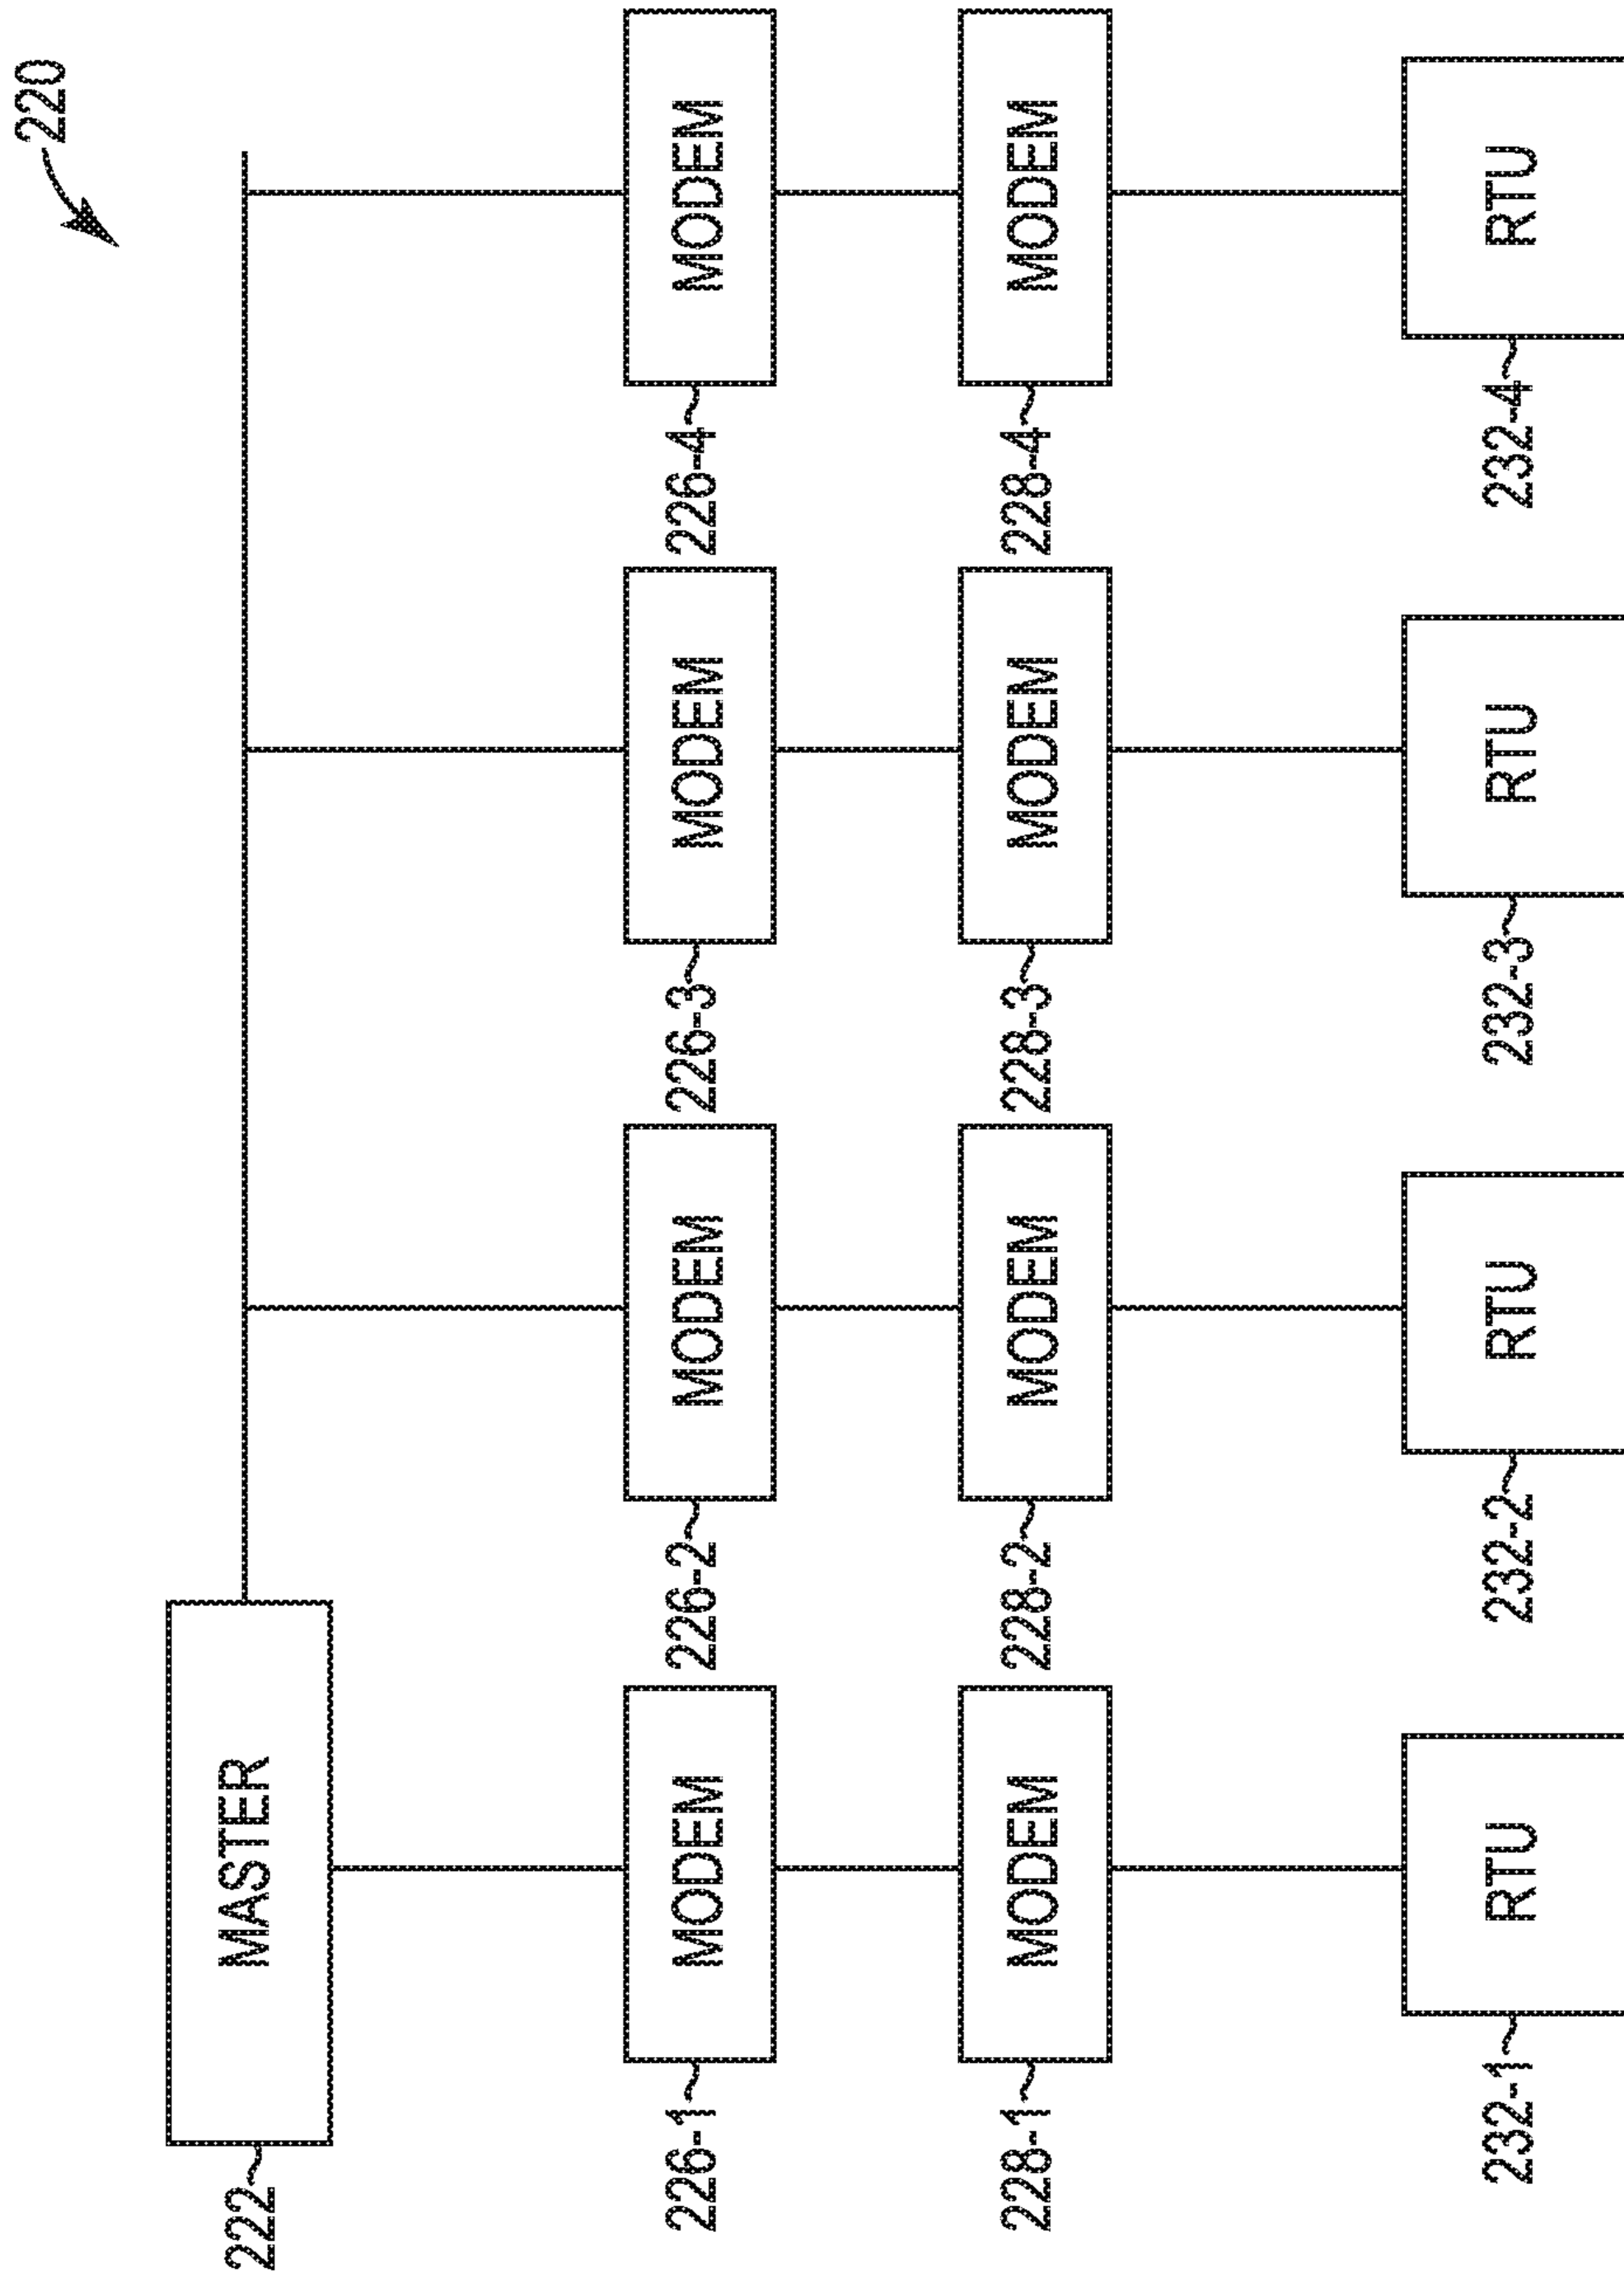 220
MASTER
222
MODEM
MODEM
MODEM
MODEM
226-1
226-2
226-3
226-4
MODEM
MODEM
MODEM
MODEM
228-1
228-2
228-3
228-4
RTU
RTU
RTU
RTU
232-1
232-2
232-3
232-4